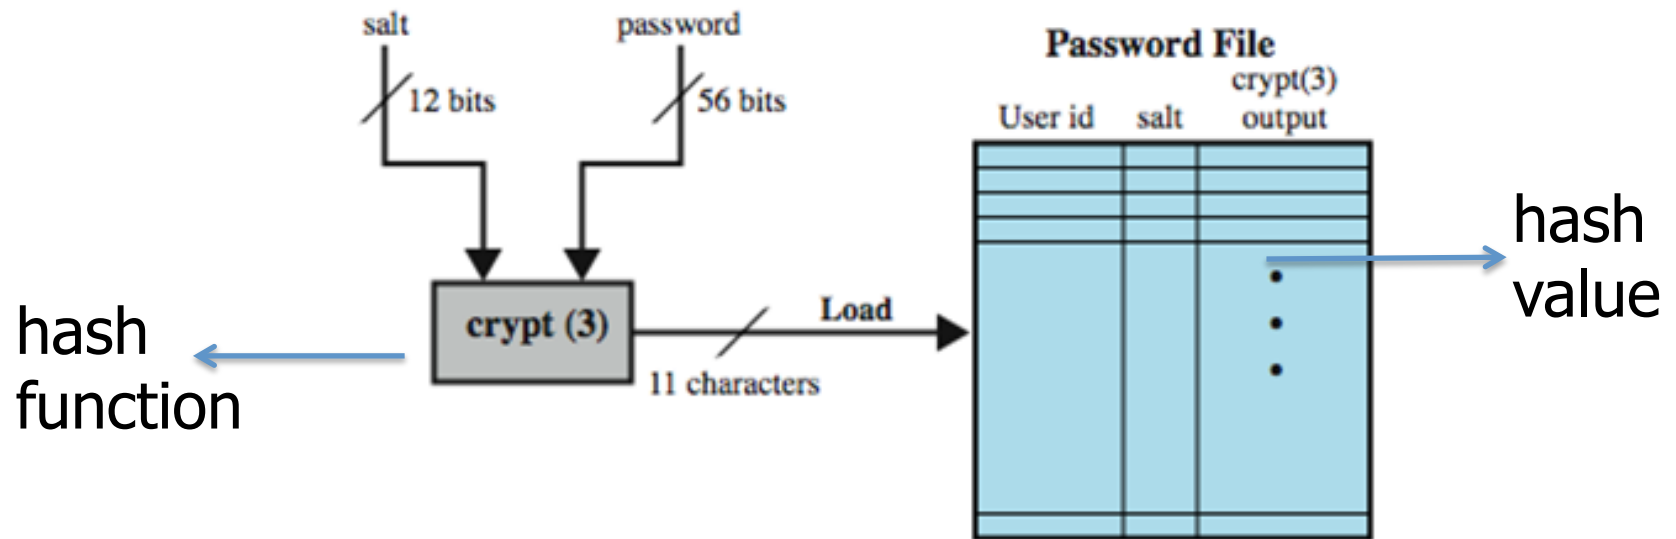 salt
password
12 bits
56 bits
Password File
User id
salt
crypt(3)
output
hash
function
crypt (3)
Load
11 characters
hash
value